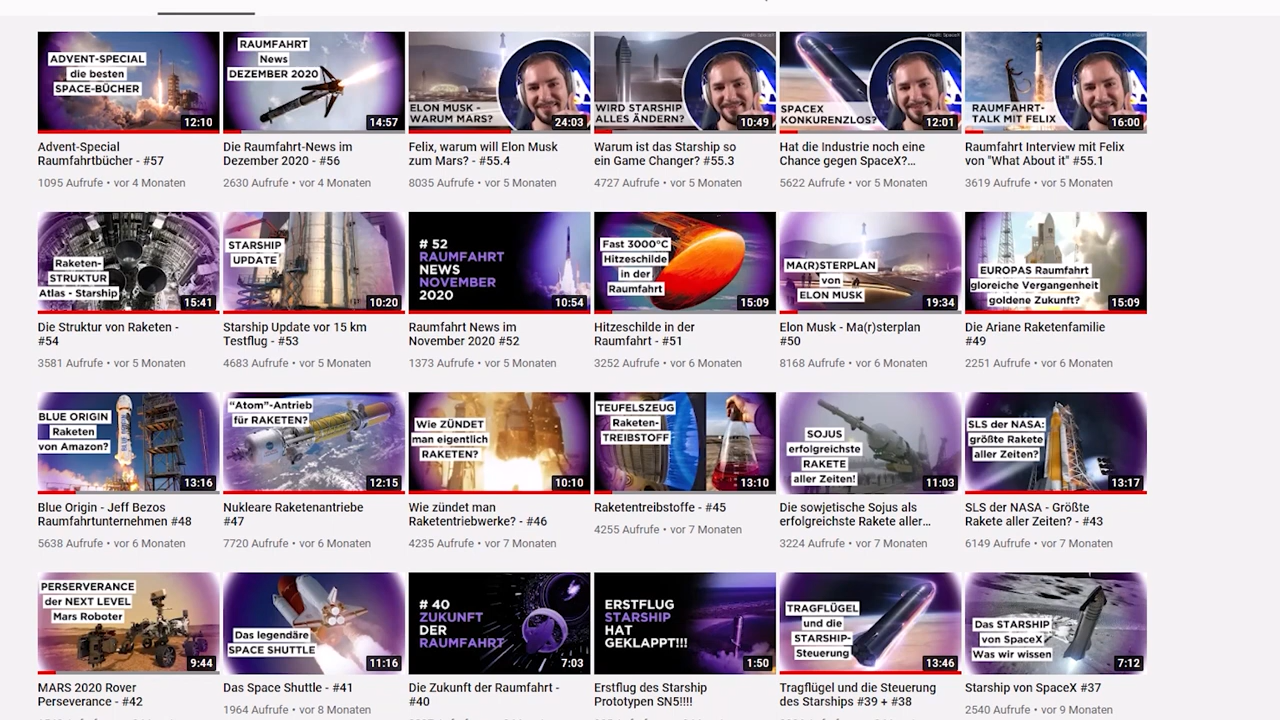 ADVENT-SPECIAL
die besten
SPACE-BÜCHER
12:10
RAUMFAHRT
News
DEZEMBER 2020
14:57
ELON MUSK -
WARUM MARS?
24:03
WIRD STARSHIP
ALLES ÄNDERN?
10:49
SPACEX
KONKURENZLOS?
12:01
RAUMFAHRT-
TALK MIT FELIX
16:00
Advent-Special
Raumfahrtbücher - #57
1095 Aufrufe • vor 4 Monaten
Die Raumfahrt-News im
Dezember 2020 - #56
2630 Aufrufe • vor 4 Monaten
Felix, warum will Elon Musk
zum Mars? - #55.4
8035 Aufrufe • vor 5 Monaten
Warum ist das Starship so
ein Game Changer? #55.3
4727 Aufrufe • vor 5 Monaten
Hat die Industrie noch eine
Chance gegen SpaceX?...
5622 Aufrufe • vor 5 Monaten
Raumfahrt Interview mit Felix
von "What About it" #55.1
3619 Aufrufe • vor 5 Monaten
Raketen-
STRUKTUR
Atlas - Starship
15:41
STARSHIP
UPDATE
10:20
# 52
RAUMFAHRT
NEWS
NOVEMBER
2020
10:54
Fast 3000°C
Hitzeschilde
in der
Raumfahrt
15:09
MA(R)STERPLAN
von
ELON MUSK
19:34
EUROPAS Raumfahrt
gloreiche Vergangenheit
goldene Zukunft?
15:09
Die Struktur von Raketen -
#54
3581 Aufrufe • vor 5 Monaten
Starship Update vor 15 km
Testflug - #53
4683 Aufrufe • vor 5 Monaten
Raumfahrt News im
November 2020 #52
1373 Aufrufe • vor 5 Monaten
Hitzeschilde in der
Raumfahrt - #51
3252 Aufrufe • vor 6 Monaten
Elon Musk - Ma(r)sterplan
#50
8168 Aufrufe • vor 6 Monaten
Die Ariane Raketenfamilie
#49
2251 Aufrufe • vor 6 Monaten
BLUE ORIGIN
Raketen
von Amazon?
13:16
“Atom”-Antrieb
für RAKETEN?
12:15
Wie ZÜNDET
man eigentlich
RAKETEN?
10:10
TEUFELSZEUG
Raketen-
TREIBSTOFF
13:10
SOJUS
erfolgreichste
RAKETE
aller Zeiten!
11:03
SLS der NASA:
größte Rakete
aller Zeiten?
13:17
Blue Origin - Jeff Bezos
Raumfahrtunternehmen #48
5638 Aufrufe • vor 6 Monaten
Nukleare Raketenantriebe
#47
7720 Aufrufe • vor 6 Monaten
Wie zündet man
Raketentriebwerke? - #46
4235 Aufrufe • vor 7 Monaten
Raketentreibstoffe - #45
4255 Aufrufe • vor 7 Monaten
Die sowjetische Sojus als
erfolgreichste Rakete aller...
3224 Aufrufe • vor 7 Monaten
SLS der NASA - Größte
Rakete aller Zeiten? - #43
6149 Aufrufe • vor 7 Monaten
PERSERVERANCE
der NEXT LEVEL
Mars Roboter
9:44
Das legendäre
SPACE SHUTTLE
11:16
# 40
ZUKUNFT
DER
RAUMFAHRT
7:03
ERSTFLUG
STARSHIP
HAT
GEKLAPPT!!!
1:50
TRAGFLÜGEL
und die
STARSHIP-
Steuerung
13:46
Das STARSHIP
von SpaceX
Was wir wissen
7:12
MARS 2020 Rover
Perseverance - #42
Das Space Shuttle - #41
1964 Aufrufe • vor 8 Monaten
Die Zukunft der Raumfahrt -
#40
Erstflug des Starship
Prototypen SN5!!!!
Tragflügel und die Steuerung
des Starships #39 + #38
Starship von SpaceX #37
2540 Aufrufe • vor 9 Monaten